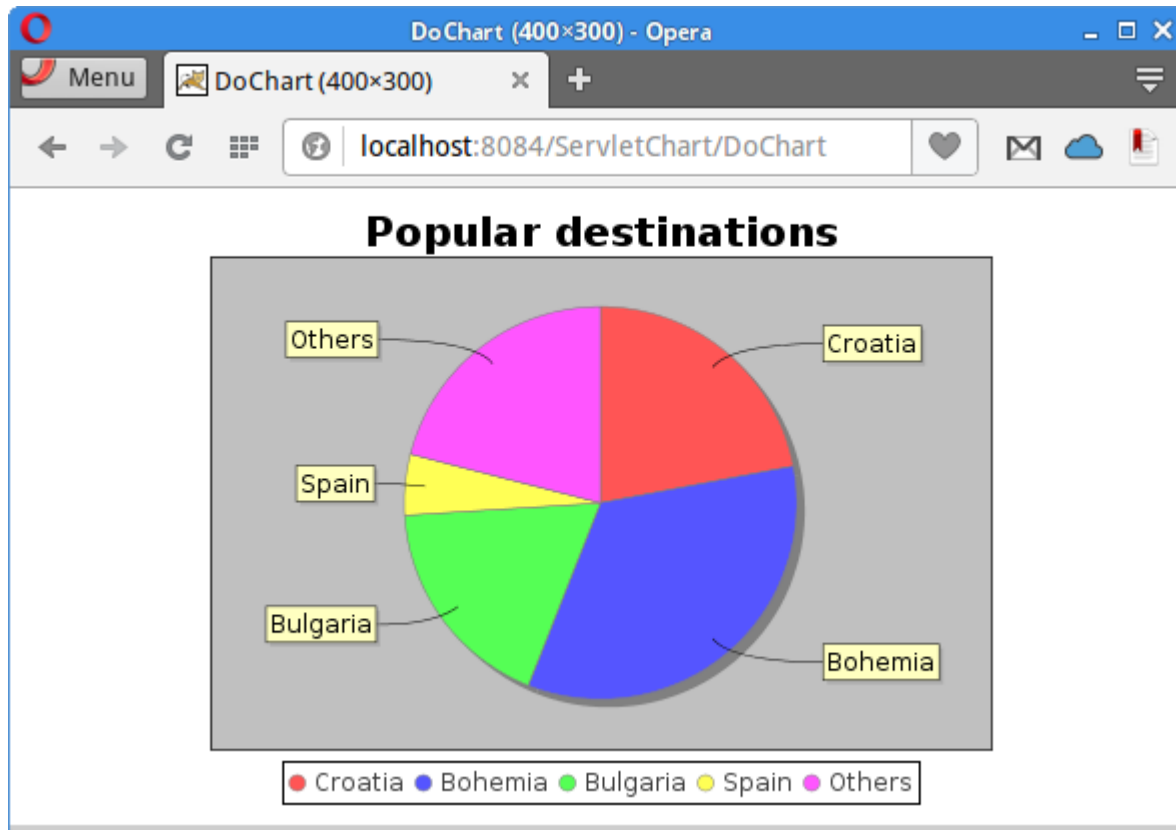 DoChart (400×300) - Opera
Menu
DoChart (400×300)
localhost:8084/ServletChart/DoChart
Popular destinations
Others
Croatia
Spain
Bulgaria
Bohemia
Croatia Bohemia Bulgaria Spain Others